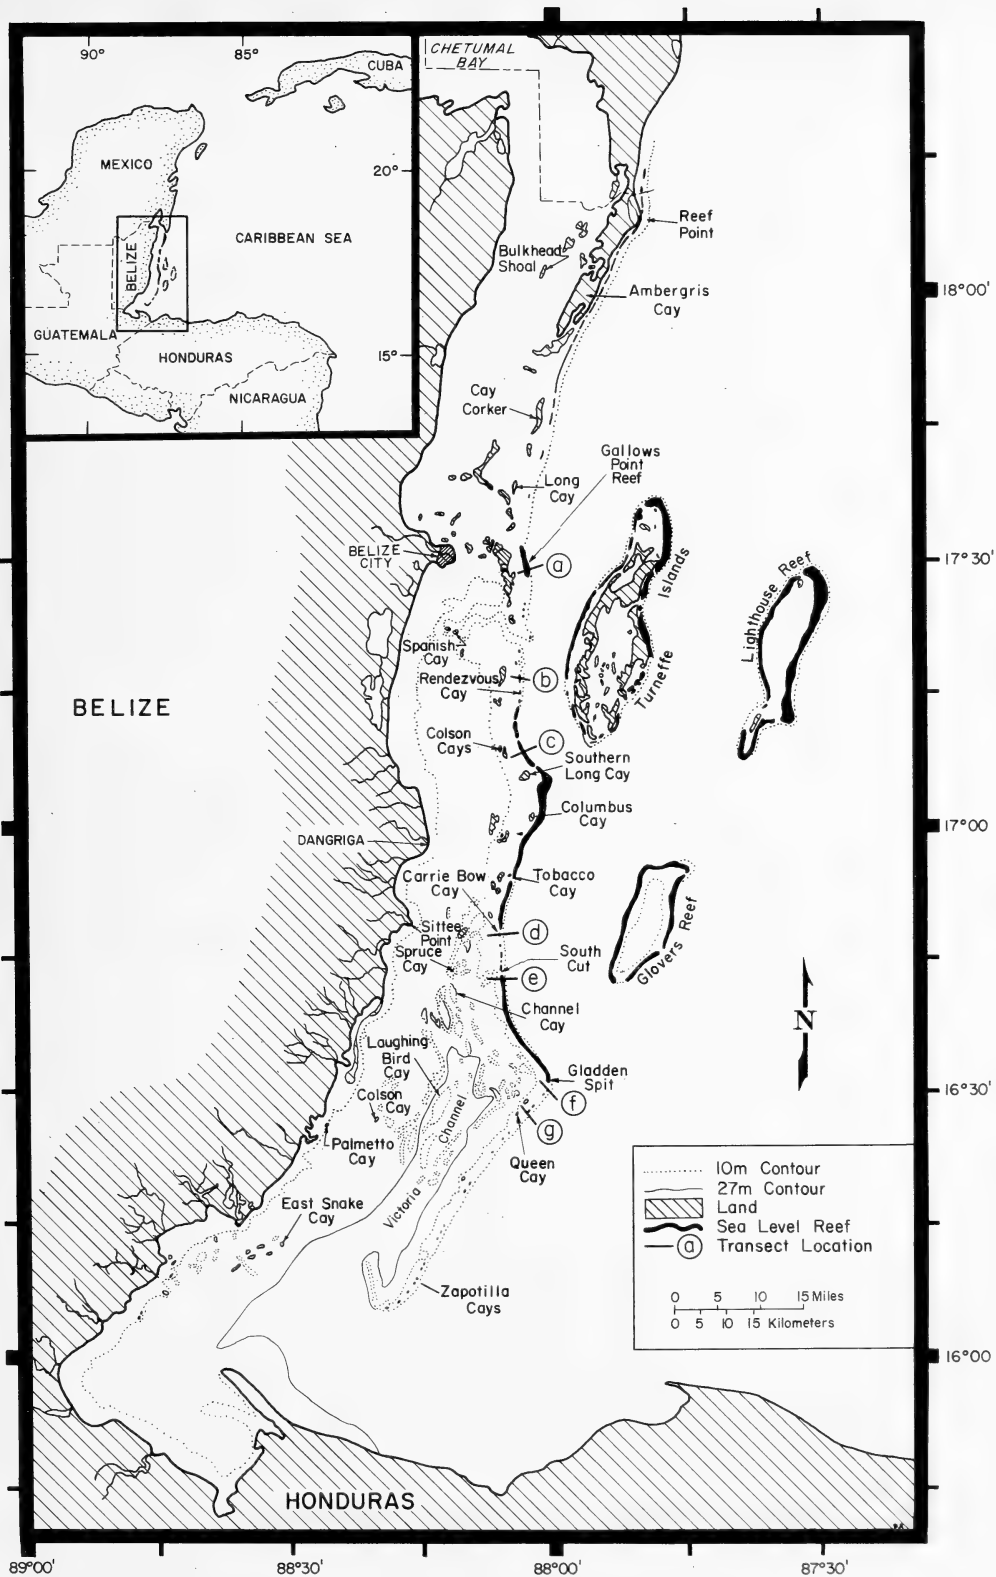 90°
85°
CUBA
MEXICO
20°
CARIBBEAN SEA
BELIZE
GUATEMALA
HONDURAS
15°
NICARAGUA
CHETUMAL
BAY
Reef
Point
Bulkhead
Shoal
18°00'
Ambergris
Cay
Cay
Corker
Gallows
Point
Reef
Long
Cay
BELIZE
CITY
a
17°30'
Turneffe Islands
Lighthouse Reef
Spanish
Cay
Rendezvous
Cay
b
BELIZE
Colson
Cays
c
Southern
Long Cay
Columbus
Cay
17°00
DANGRIGA
Carrie Bow
Cay
Tobacco
Cay
Sittee
Point
d
Spruce
Cay
South
Cut
e
Glovers Reef
Channel
Cay
N
Laughing
Bird
Cay
Gladden
Spit
16°30'
f
Colson
Cay
g
Palmetto
Cay
Queen
Cay
Victoria Channel
East Snake
Cay
Zapotilla
Cays
10m Contour
27m Contour
Land
Sea Level Reef
a Transect Location
0 5 10 15 Miles
0 5 10 15 Kilometers
16°00
HONDURAS
89°00'
88°30'
88°00'
87°30'